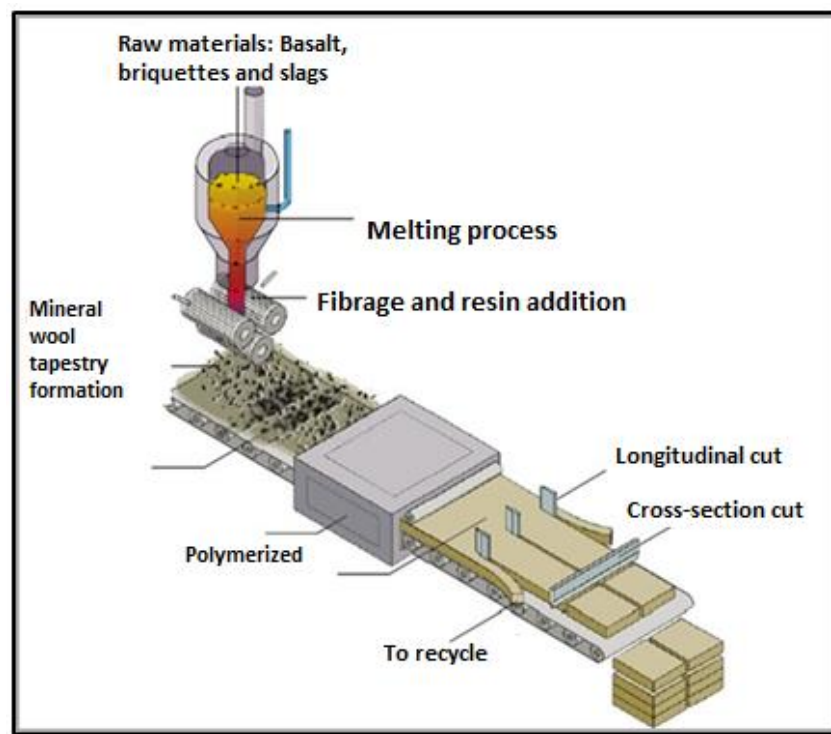 Raw materials: Basalt,
briquettes and slags
Melting process
Fibrage and resin addition
Mineral
wool
tapestry
formation
Longitudinal cut
Cross-section cut
Polymerized
To recycle